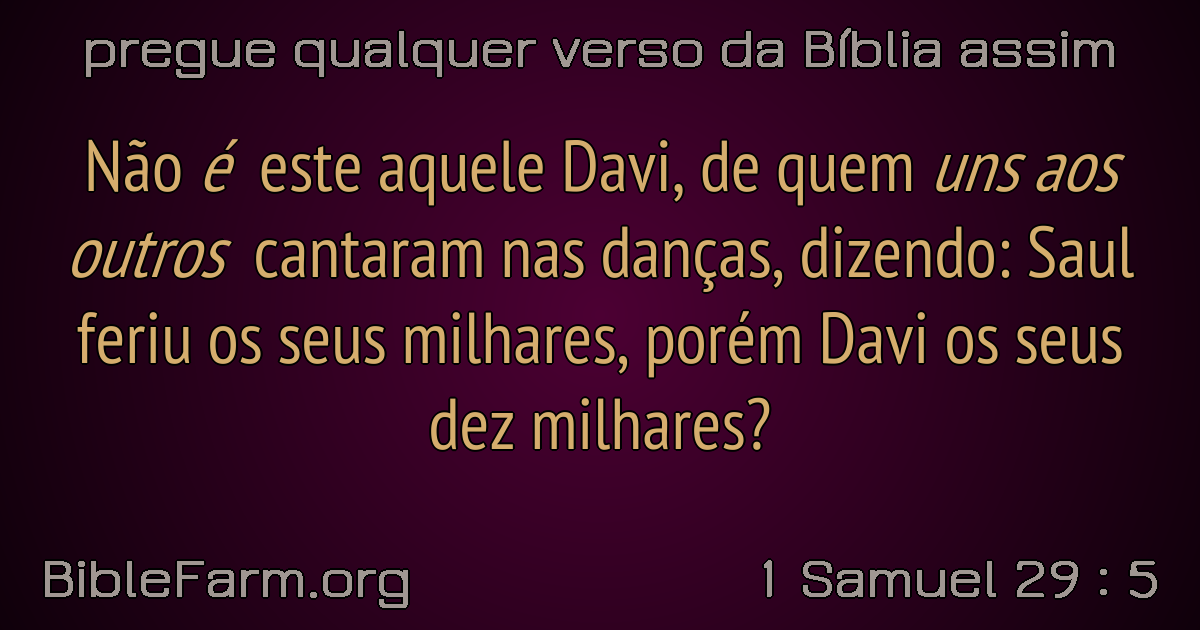 pregue qualquer verso da Bíblia assim
Não é este aquele Davi, de quem uns aos
outros cantaram nas danças, dizendo: Saul
feriu os seus milhares, porém Davi os seus
dez milhares?
BibleFarm.org
1 Samuel 29 : 5